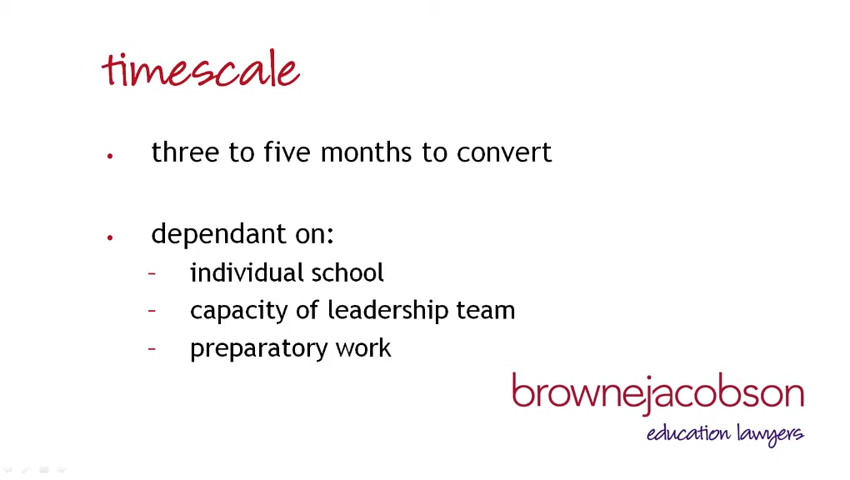 timescale
• three to five months to convert
• dependant on:
– individual school
– capacity of leadership team
– preparatory work
brownejacobson
education lawyers